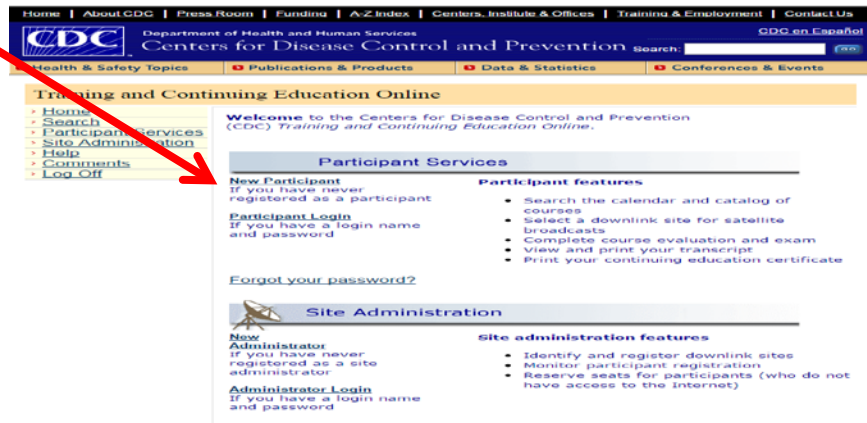 Home | About CDC | Press Room | Funding | A-Z Index | Centers, Institute & Offices | Training & Employment | Contact Us
CDC en Español
CDC
Department of Health and Human Services
Centers for Disease Control and Prevention
Search:
Health & Safety Topics
Publications & Products
Data & Statistics
Conferences & Events
Training and Continuing Education Online
Home
Search
Participant Services
Site Administration
Help
Comments
Log Off
Welcome to the Centers for Disease Control and Prevention
(CDC) Training and Continuing Education Online.
Participant Services
New Participant
If you have never
registered as a participant
Participant Login
If you have a login name
and password
Forgot your password?
Participant features
• Search the calendar and catalog of
courses
• Select a downlink site for satellite
broadcasts
• Complete course evaluation and exam
• View and print your transcript
• Print your continuing education certificate
Site Administration
New
Administrator
If you have never
registered as a site
administrator
Administrator Login
If you have a login name
and password
Site administration features
• Identify and register downlink sites
• Monitor participant registration
• Reserve seats for participants (who do not
have access to the Internet)